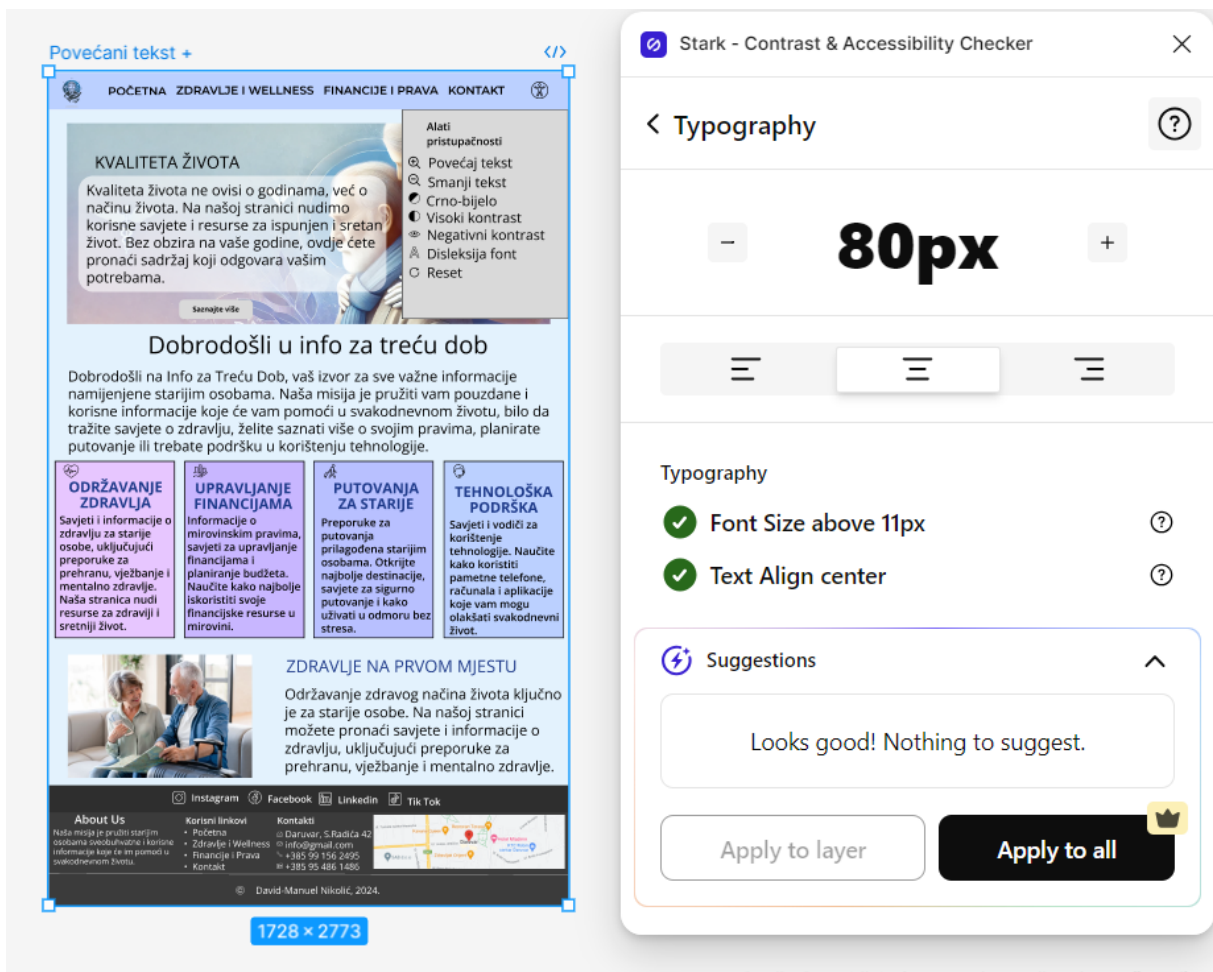 Povećani tekst +
</>
POČETNA ZDRAVLJE I WELLNESS FINANCIJE I PRAVA KONTAKT
KVALITETA ŽIVOTA
Kvaliteta života ne ovisi o godinama, već o
načinu života. Na našoj stranici nudimo
korisne savjete i resurse za ispunjen i sretan
život. Bez obzira na vaše godine, ovdje ćete
pronaći sadržaj koji odgovara vašim
potrebama.
Saznajte više
Alati
pristupačnosti
Povećaj tekst
Smanji tekst
Crno-bijelo
Visoki kontrast
Negativni kontrast
Disleksija font
Reset
Dobrodošli u info za treću dob
Dobrodošli na Info za Treću Dob, vaš izvor za sve važne informacije
namijenjene starijim osobama. Naša misija je pružiti vam pouzdane i
korisne informacije koje će vam pomoći u svakodnevnom životu, bilo da
tražite savjete o zdravlju, želite saznati više o svojim pravima, planirate
putovanje ili trebate podršku u korištenju tehnologije.
ODRŽAVANJE
ZDRAVLJA
Savjeti i informacije o
zdravlju za starije
osobe, uključujući
preporuke za
prehranu, vježbanje i
mentalno zdravlje.
Naša stranica nudi
resurse za zdraviji i
sretniji život.
UPRAVLJANJE
FINANCIJAMA
Informacije o
mirovinskim pravima,
savjeti za upravljanje
financijama i
planiranje budžeta.
Naučite kako najbolje
iskoristiti svoje
financijske resurse u
mirovini.
PUTOVANJA
ZA STARIJE
Preporuke za
putovanja
prilagođena starijim
osobama. Otkrijte
najbolje destinacije,
savjete za sigurno
putovanje i kako
uživati u odmoru bez
stresa.
TEHNOLOŠKA
PODRŠKA
Savjeti i vodiči za
korištenje
tehnologije. Naučite
kako koristiti
pametne telefone,
računala i aplikacije
koje vam mogu
olakšati svakodnevni
život.
ZDRAVLJE NA PRVOM MJESTU
Održavanje zdravog načina života ključno
je za starije osobe. Na našoj stranici
možete pronaći savjete i informacije o
zdravlju, uključujući preporuke za
prehranu, vježbanje i mentalno zdravlje.
Instagram Facebook Linkedin Tik Tok
About Us
Naša misija je pružiti starijim
osobama sveobuhvatne i korisne
informacije koje će im pomoći u
svakodnevnom životu.
Korisni linkovi
• Početna
• Zdravlje i Wellness
• Financije i Prava
• Kontakt
Kontakti
Daruvar, S.Radića 42
info@gmail.com
+385 99 156 2495
+385 95 486 1486
© David-Manuel Nikolić, 2024.
1728 × 2773
Stark - Contrast & Accessibility Checker
Typography
80px
Typography
Font Size above 11px
Text Align center
Suggestions
Looks good! Nothing to suggest.
Apply to layer
Apply to all